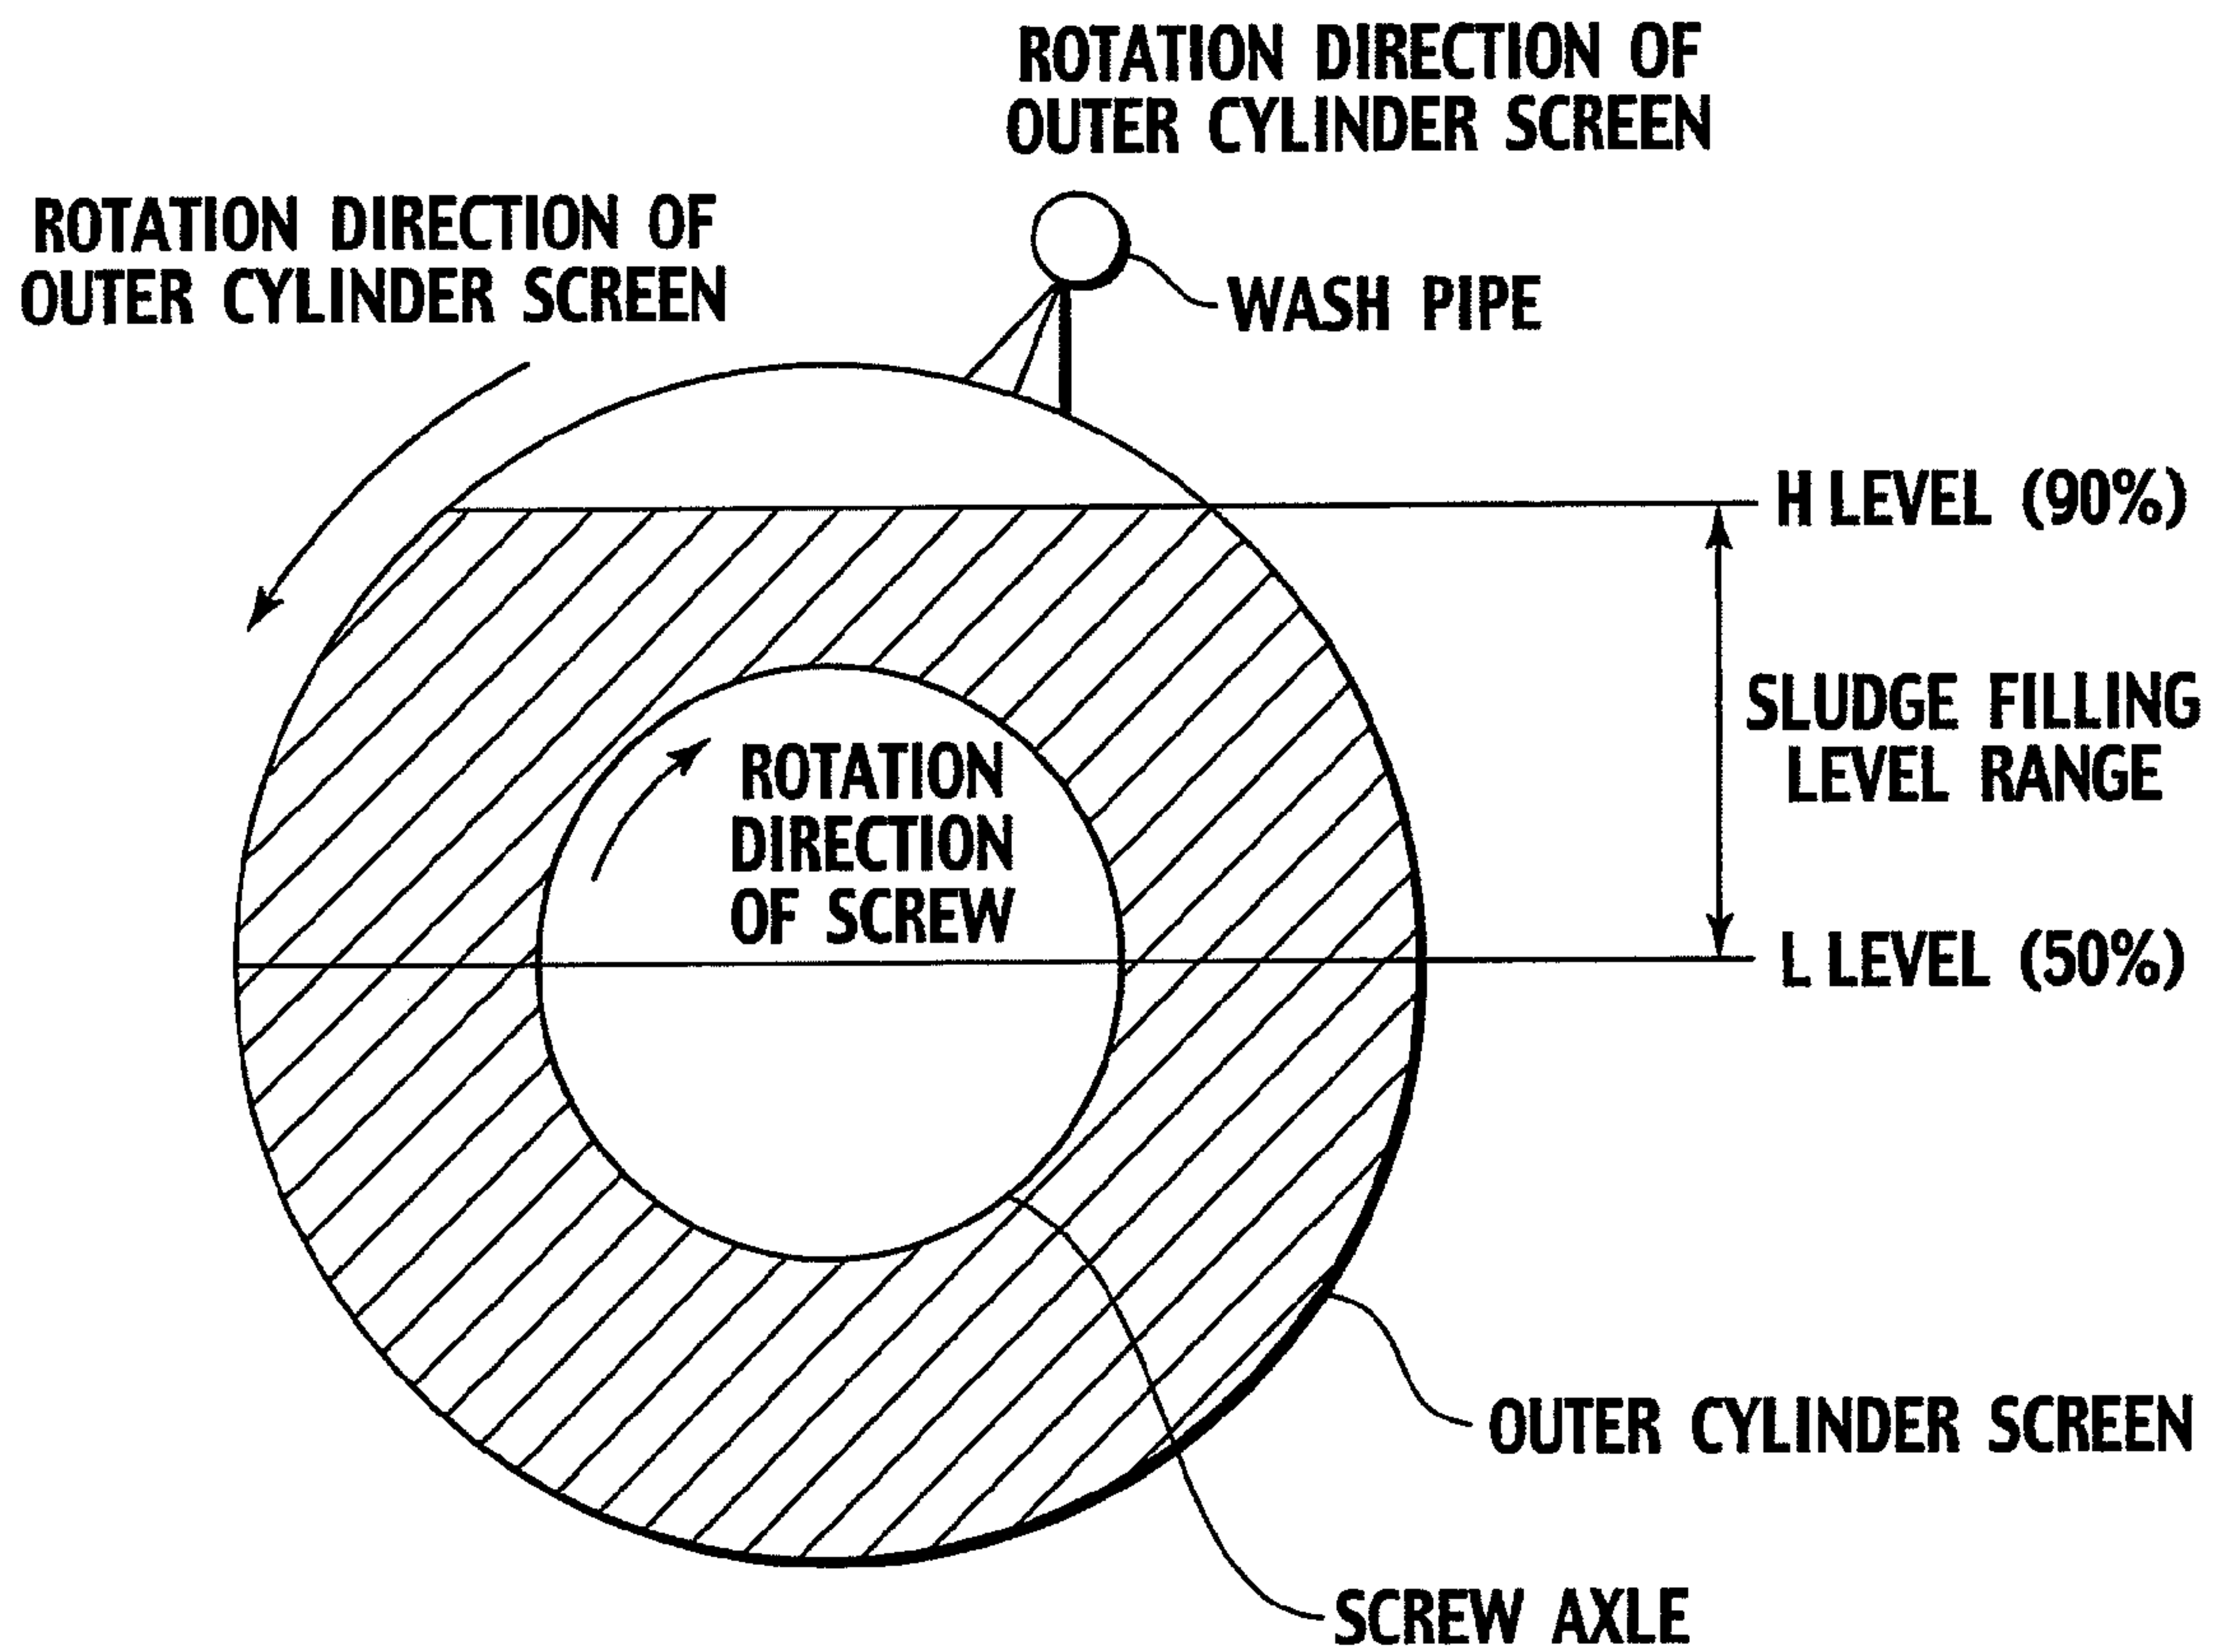 ROTATION DIRECTION OF
OUTER CYLINDER SCREEN
ROTATION DIRECTION OF
OUTER CYLINDER SCREEN
WASH PIPE
H LEVEL (90%)
SLUDGE FILLING
LEVEL RANGE
ROTATION
DIRECTION
OF SCREW
L LEVEL (50%)
OUTER CYLINDER SCREEN
SCREW AXLE